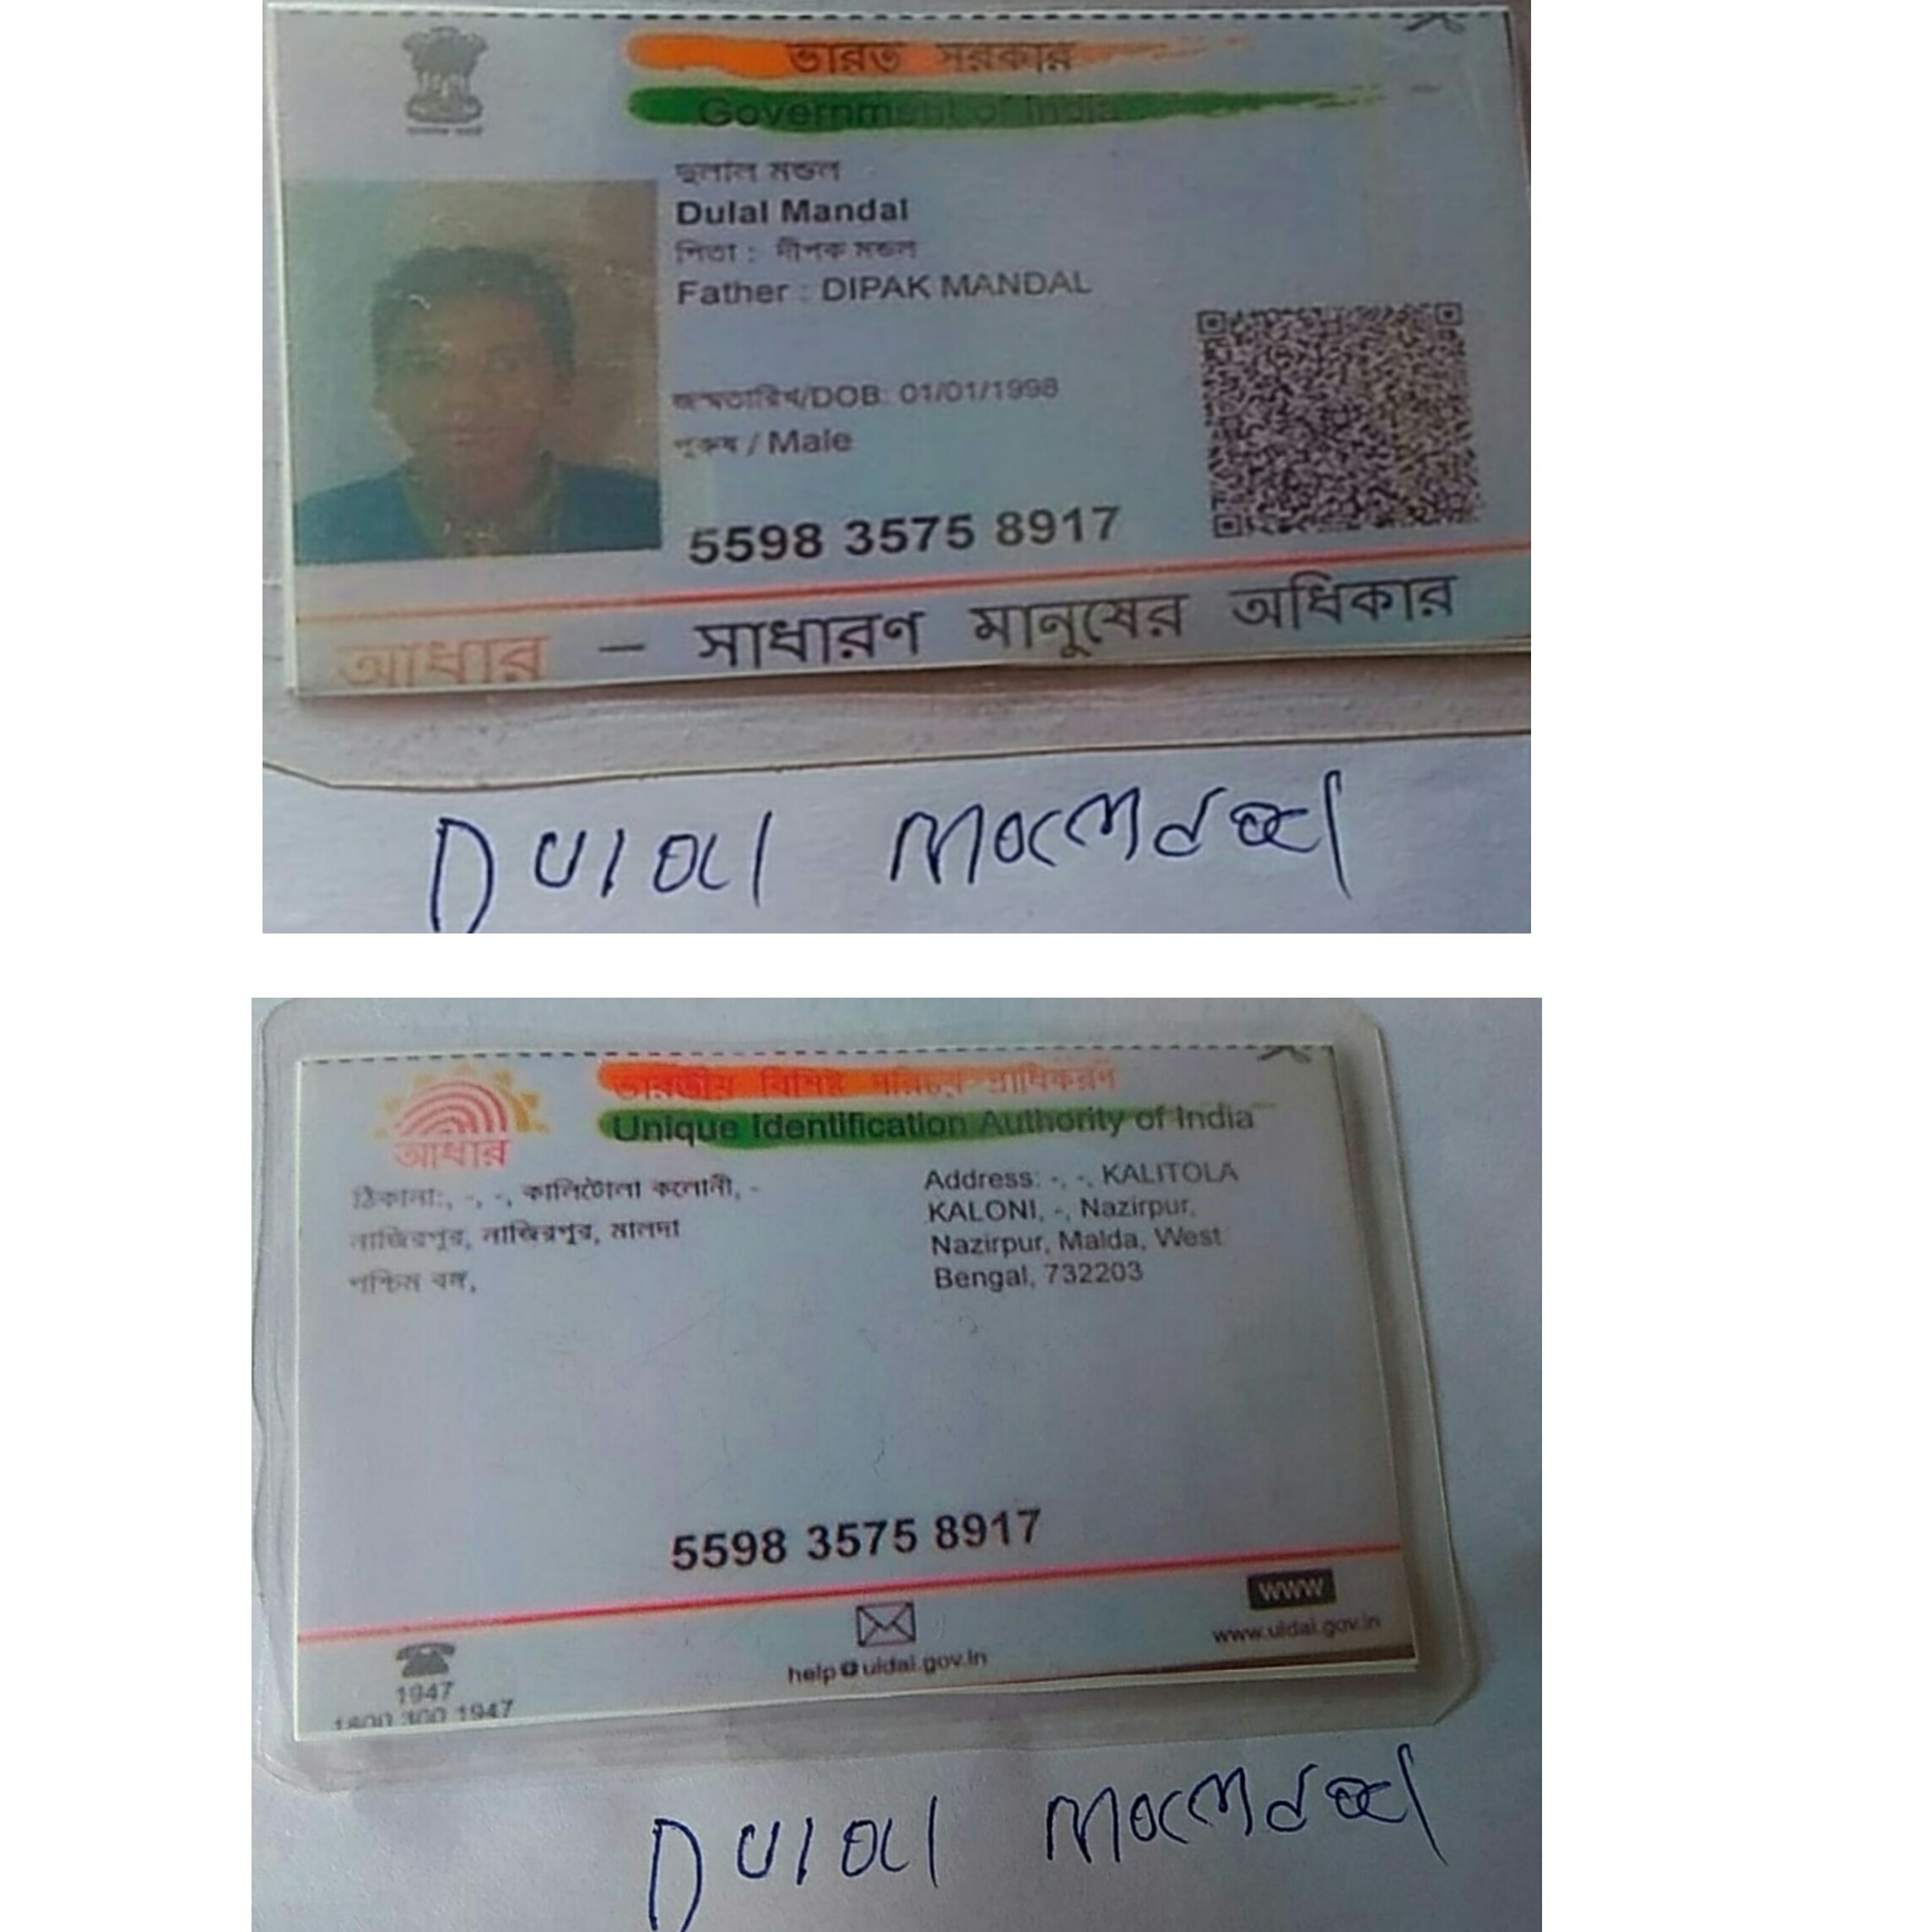 ভারত সরকার
Government of India
দুলাল মন্ডল
Dulal Mandal
পিতা : দীপক মন্ডল
Father : DIPAK MANDAL
জন্মতারিখ/DOB: 01/01/1998
পুরুষ / Male
5598 3575 8917
আধার – সাধারণ মানুষের অধিকার
Dulal Mandal
ভারতীয় বিশিষ্ট পরিচয় প্রাধিকরণ
Unique Identification Authority of India
আধার
ঠিকানা:, -, -, কালিটোলা কলোনী, -
নাজিরপুর, নাজিরপুর, মালদা
পশ্চিম বঙ্গ,
Address: -, -, KALITOLA
KALONI, -, Nazirpur,
Nazirpur, Malda, West
Bengal, 732203
5598 3575 8917
1947
1800 300 1947
help@uidai.gov.in
www
www.uidai.gov.in
Dulal Mandal